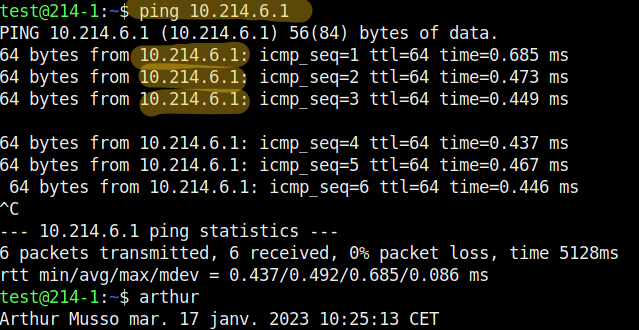 test@214-1:~$ ping 10.214.6.1
PING 10.214.6.1 (10.214.6.1) 56(84) bytes of data.
64 bytes from 10.214.6.1: icmp_seq=1 ttl=64 time=0.685 ms
64 bytes from 10.214.6.1: icmp_seq=2 ttl=64 time=0.473 ms
64 bytes from 10.214.6.1: icmp_seq=3 ttl=64 time=0.449 ms
64 bytes from 10.214.6.1: icmp_seq=4 ttl=64 time=0.437 ms
64 bytes from 10.214.6.1: icmp_seq=5 ttl=64 time=0.467 ms
64 bytes from 10.214.6.1: icmp_seq=6 ttl=64 time=0.446 ms
^C
--- 10.214.6.1 ping statistics ---
6 packets transmitted, 6 received, 0% packet loss, time 5128ms
rtt min/avg/max/mdev = 0.437/0.492/0.685/0.086 ms
test@214-1:~$ arthur
Arthur Musso mar. 17 janv. 2023 10:25:13 CET